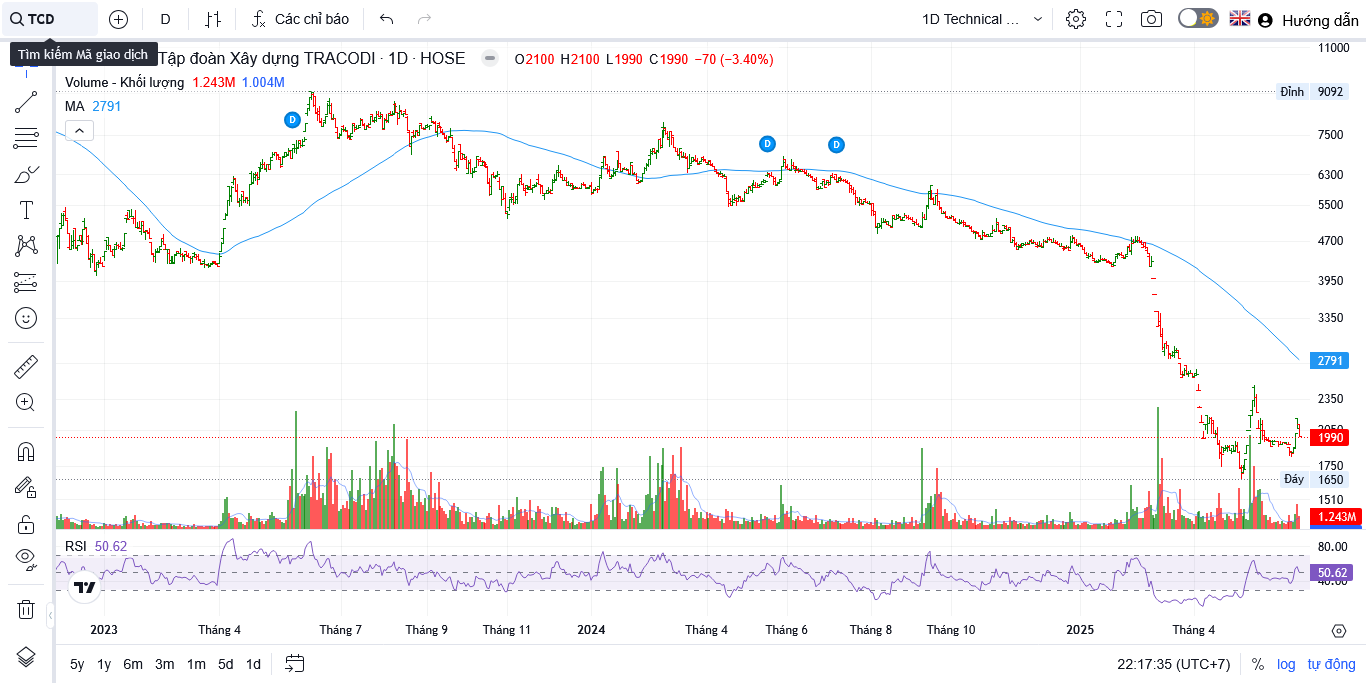 TCD
D
Các chỉ báo
1D Technical ...
Hướng dẫn
Tìm kiếm Mã giao dịch
Tập đoàn Xây dựng TRACODI · 1D · HOSE
O2100 H2100 L1990 C1990 −70 (−3.40%)
Volume - Khối lượng 1.243M 1.004M
MA 2791
D
D
D
11000
Đỉnh 9092
7500
6300
5500
4700
3950
3350
2791
2350
2050
1990
1750
Đáy 1650
1510
1.243M
RSI 50.62
80.00
50.62
40.00
2023 Tháng 4 Tháng 7 Tháng 9 Tháng 11 2024 Tháng 4 Tháng 6 Tháng 8 Tháng 10 2025 Tháng 4
5y 1y 6m 3m 1m 5d 1d
22:17:35 (UTC+7) % log tự động